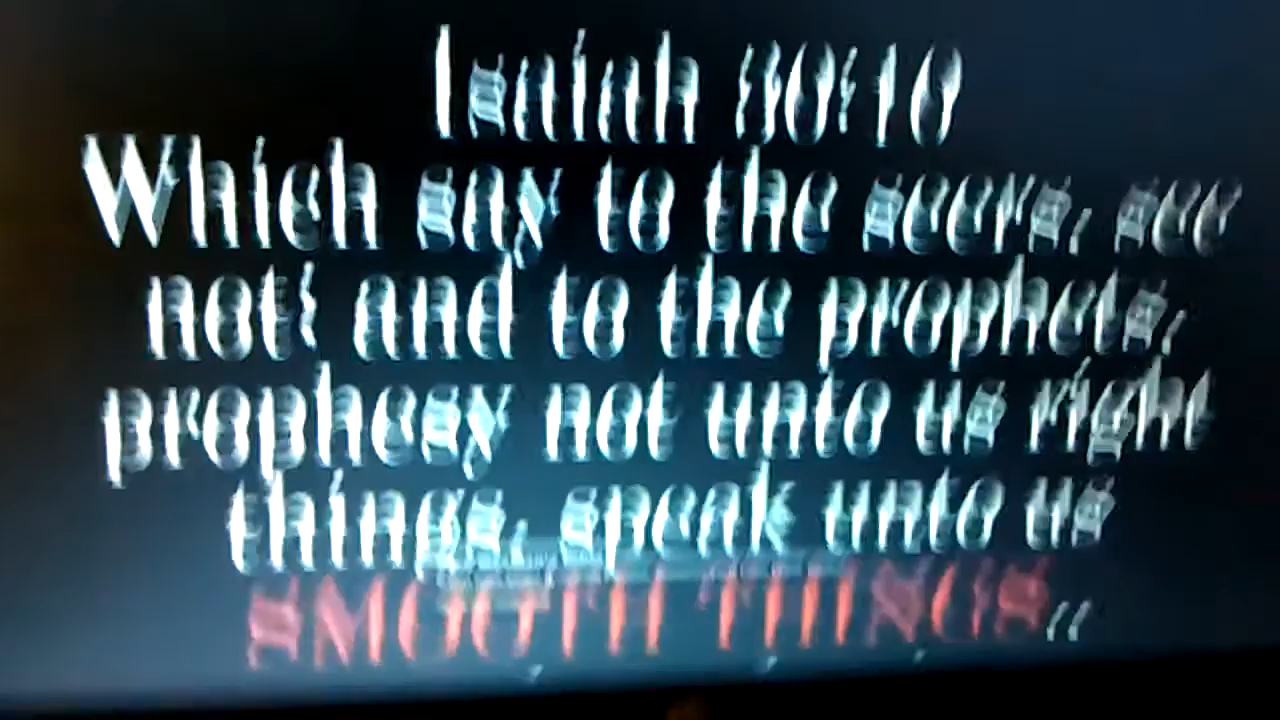 Isaiah 30:10
Which say to the seers, see
not; and to the prophets,
prophesy not unto us right
things, speak unto us
SMOOTH THINGS,,